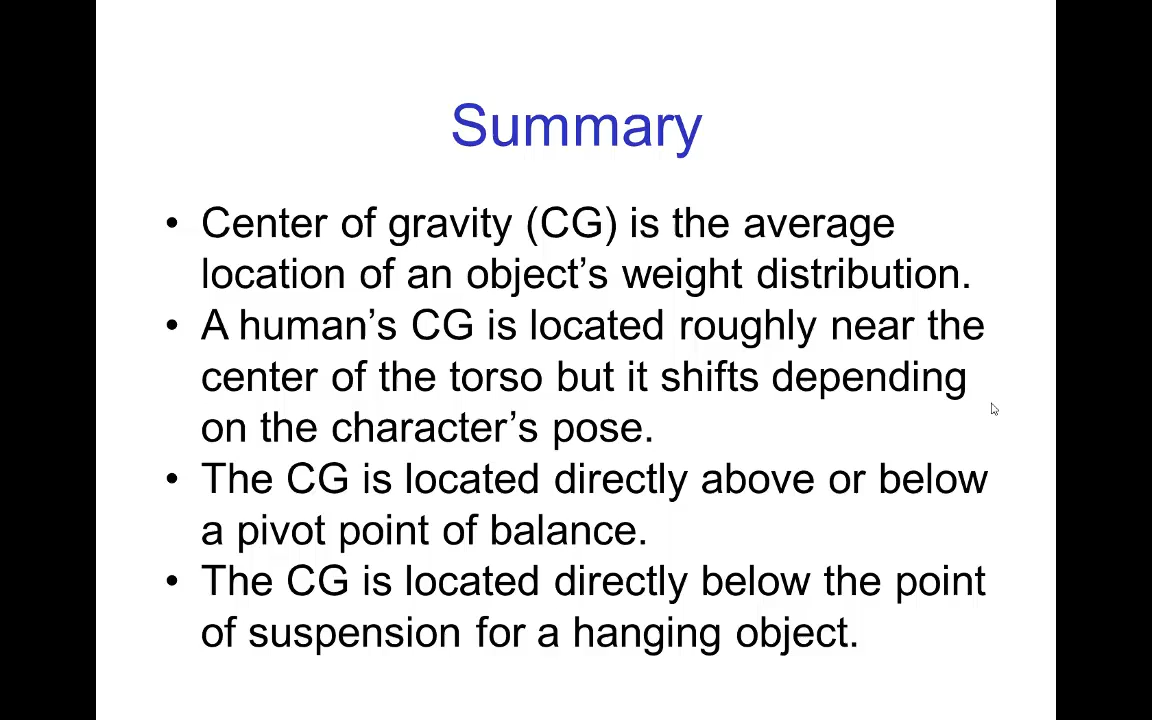 Summary
• Center of gravity (CG) is the average
location of an object’s weight distribution.
• A human’s CG is located roughly near the
center of the torso but it shifts depending
on the character’s pose.
• The CG is located directly above or below
a pivot point of balance.
• The CG is located directly below the point
of suspension for a hanging object.